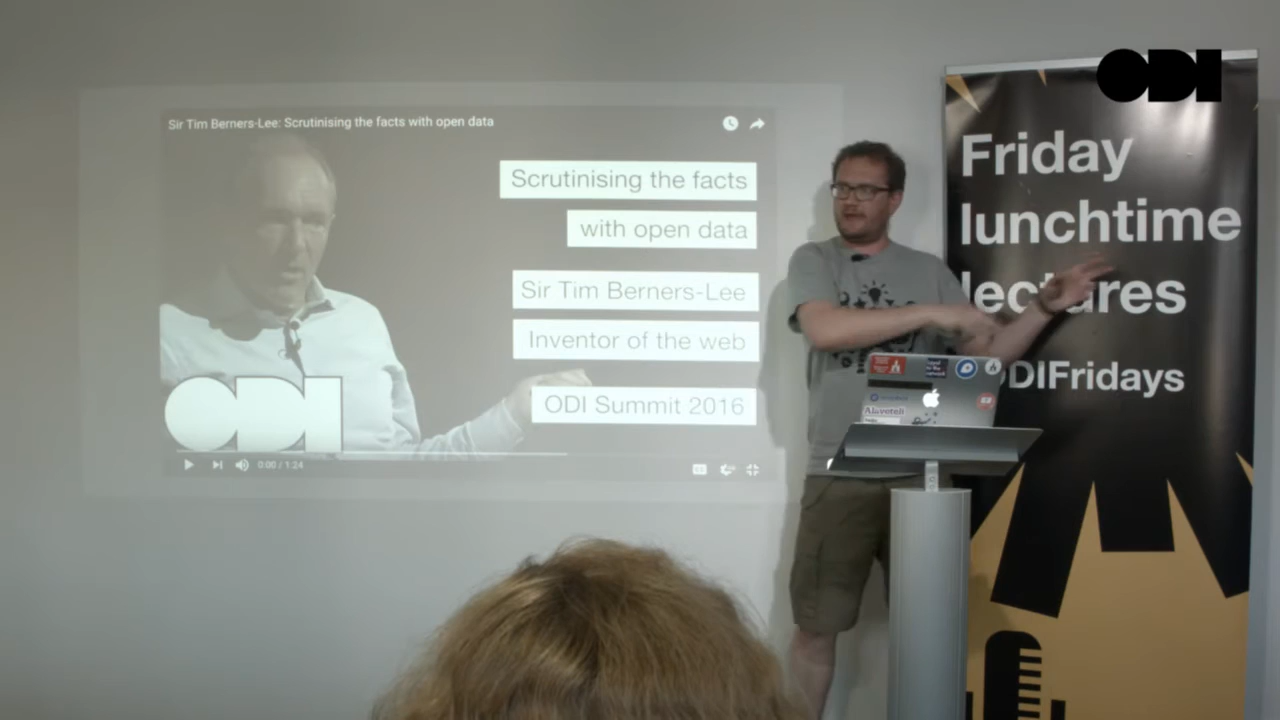 Sir Tim Berners-Lee: Scrutinising the facts with open data
Scrutinising the facts
with open data
Sir Tim Berners-Lee
Inventor of the web
ODI Summit 2016
ODI
0:00 / 1:24
ODI
Friday
lunchtime
lectures
ODIFridays
Alaveteli